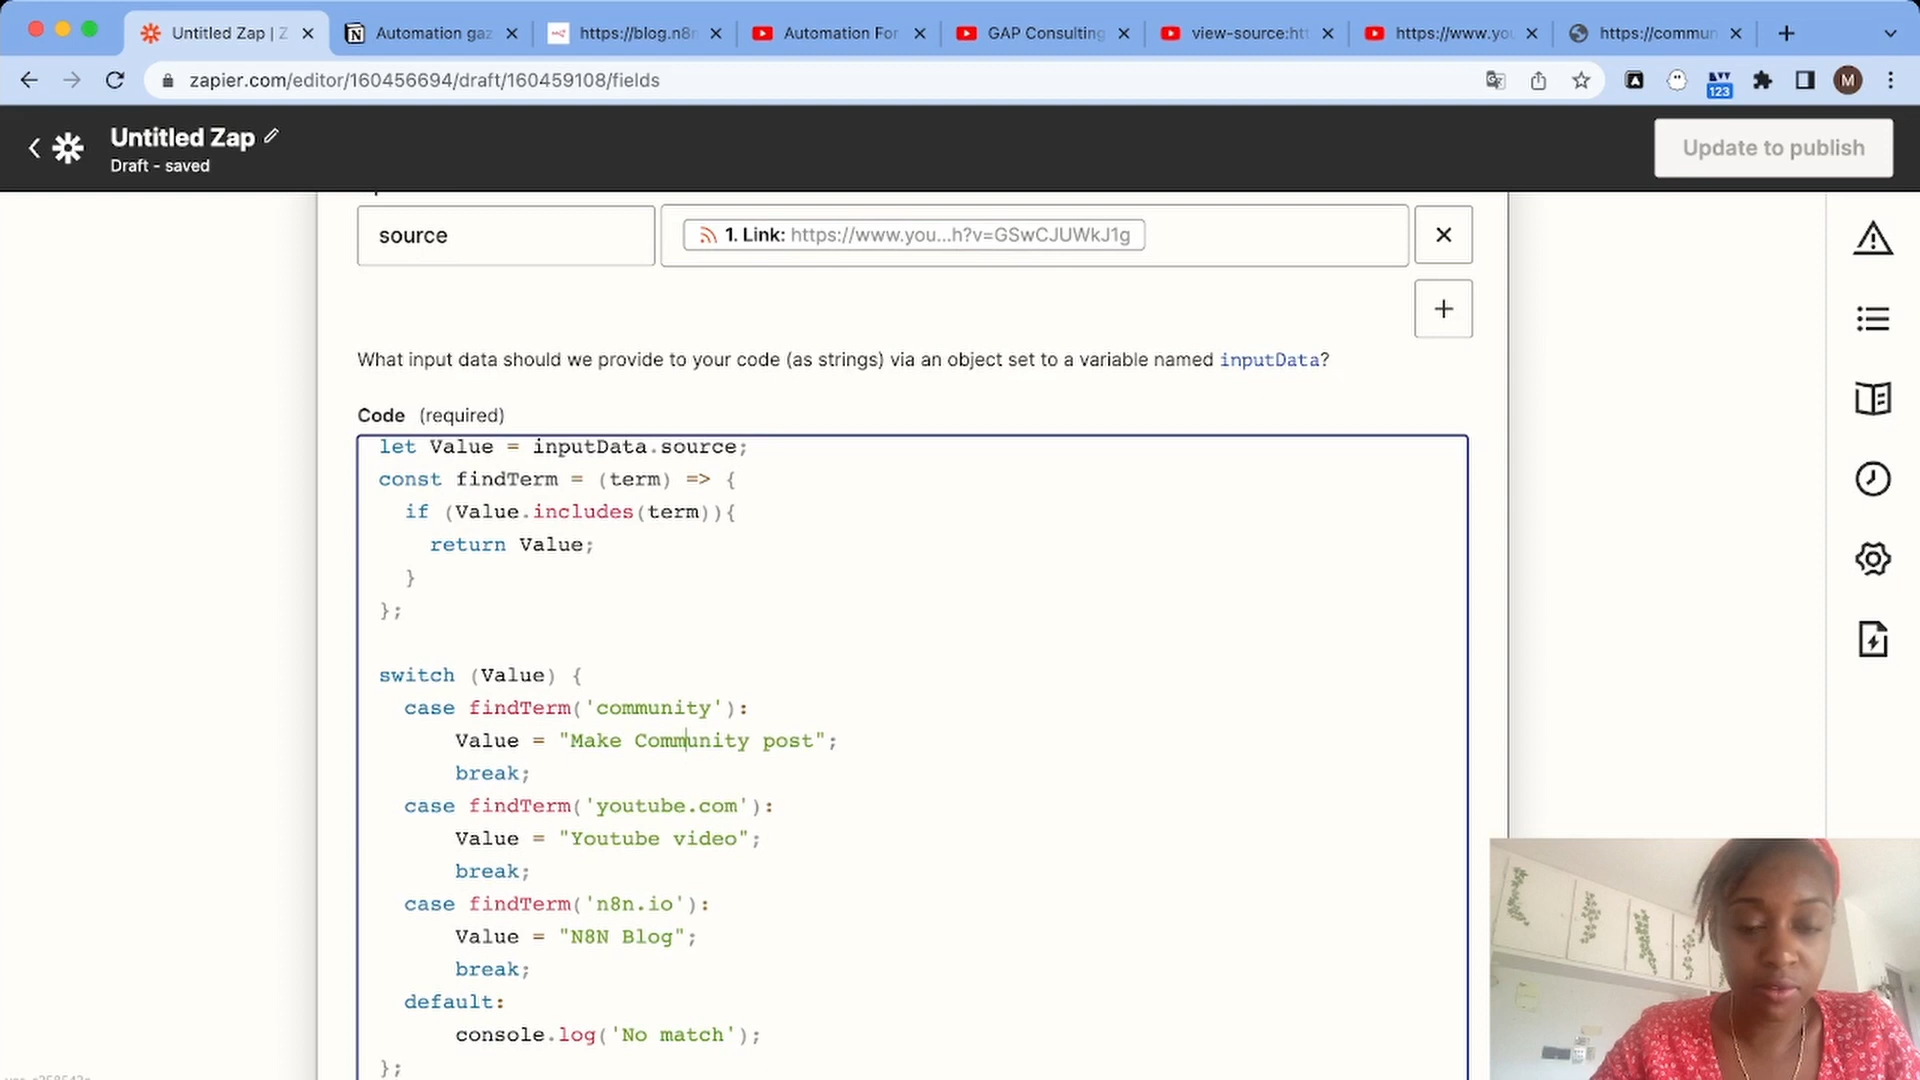 Untitled Zap | Z
Automation gaz
https://blog.n8n
Automation For
GAP Consulting
view-source:htt
https://www.you
https://commun
zapier.com/editor/160456694/draft/160459108/fields
123
M
Untitled Zap
Draft - saved
Update to publish
source
1. Link: https://www.you...h?v=GSwCJUWkJ1g
What input data should we provide to your code (as strings) via an object set to a variable named inputData?
Code (required)
let Value = inputData.source;
const findTerm = (term) => {
if (Value.includes(term)){
return Value;
}
};
switch (Value) {
case findTerm('community'):
Value = "Make Community post";
break;
case findTerm('youtube.com'):
Value = "Youtube video";
break;
case findTerm('n8n.io'):
Value = "N8N Blog";
break;
default:
console.log('No match');
};